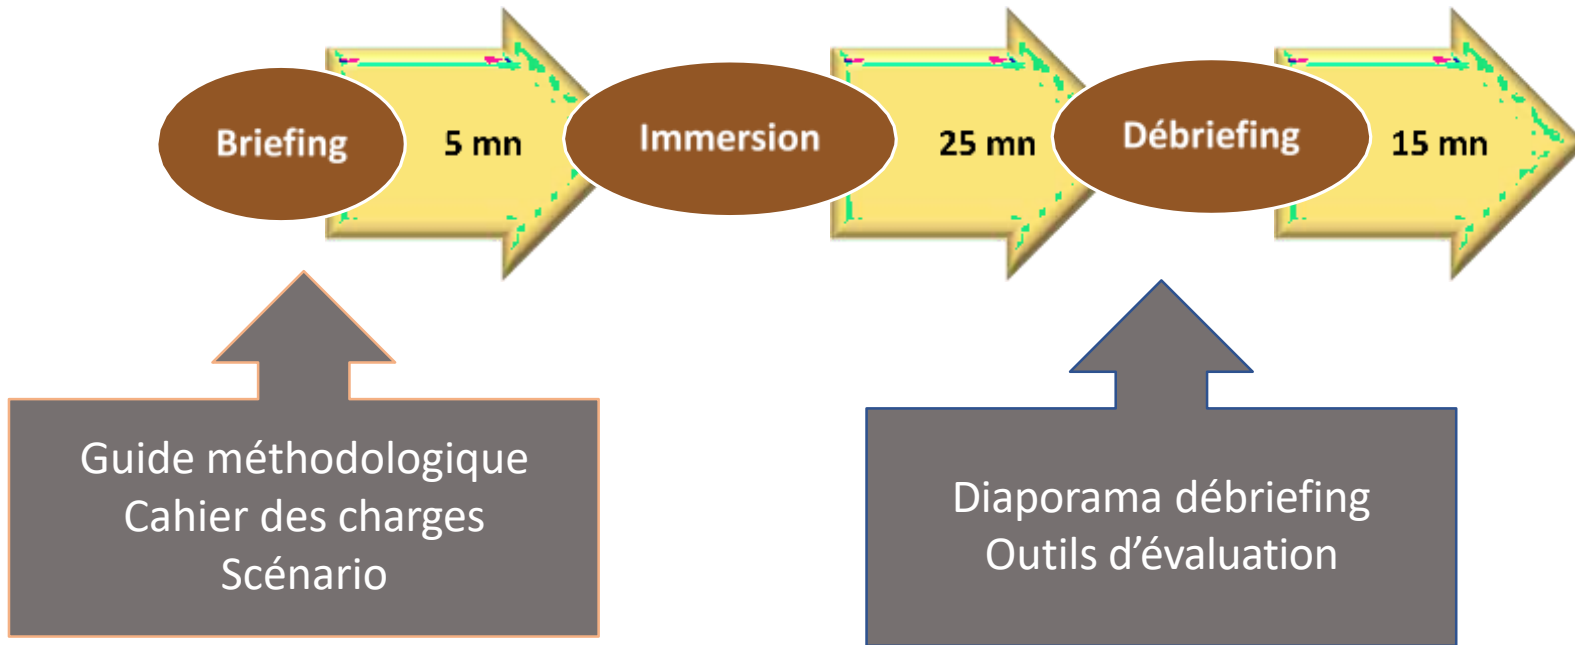 Briefing
5 mn
Immersion
25 mn
Débriefing
15 mn
Guide méthodologique
Cahier des charges
Scénario
Diaporama débriefing
Outils d’évaluation